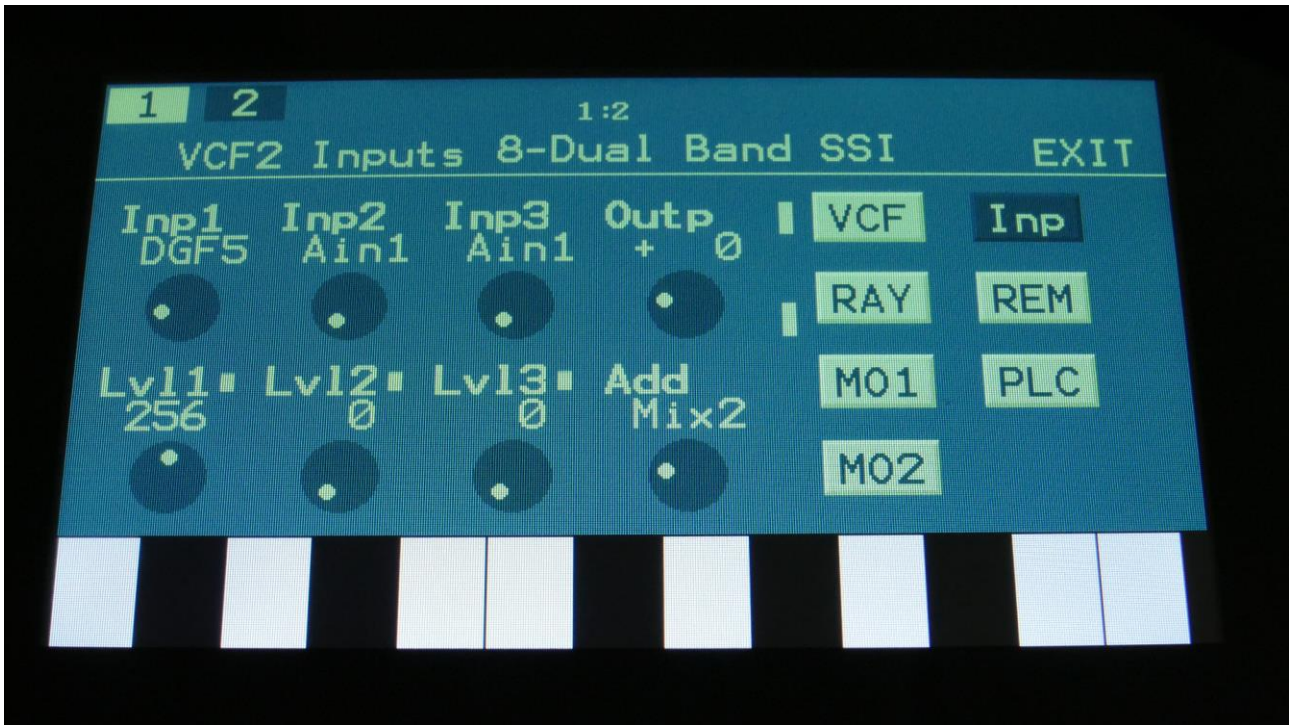 1 2 1:2
VCF2 Inputs 8-Dual Band SSI EXIT
Inp1 Inp2 Inp3 Outp VCF Inp
DGF5 Ain1 Ain1 + 0
RAY REM
Lvl1 Lvl2 Lvl3 Add MO1 PLC
256 0 0 Mix2
MO2